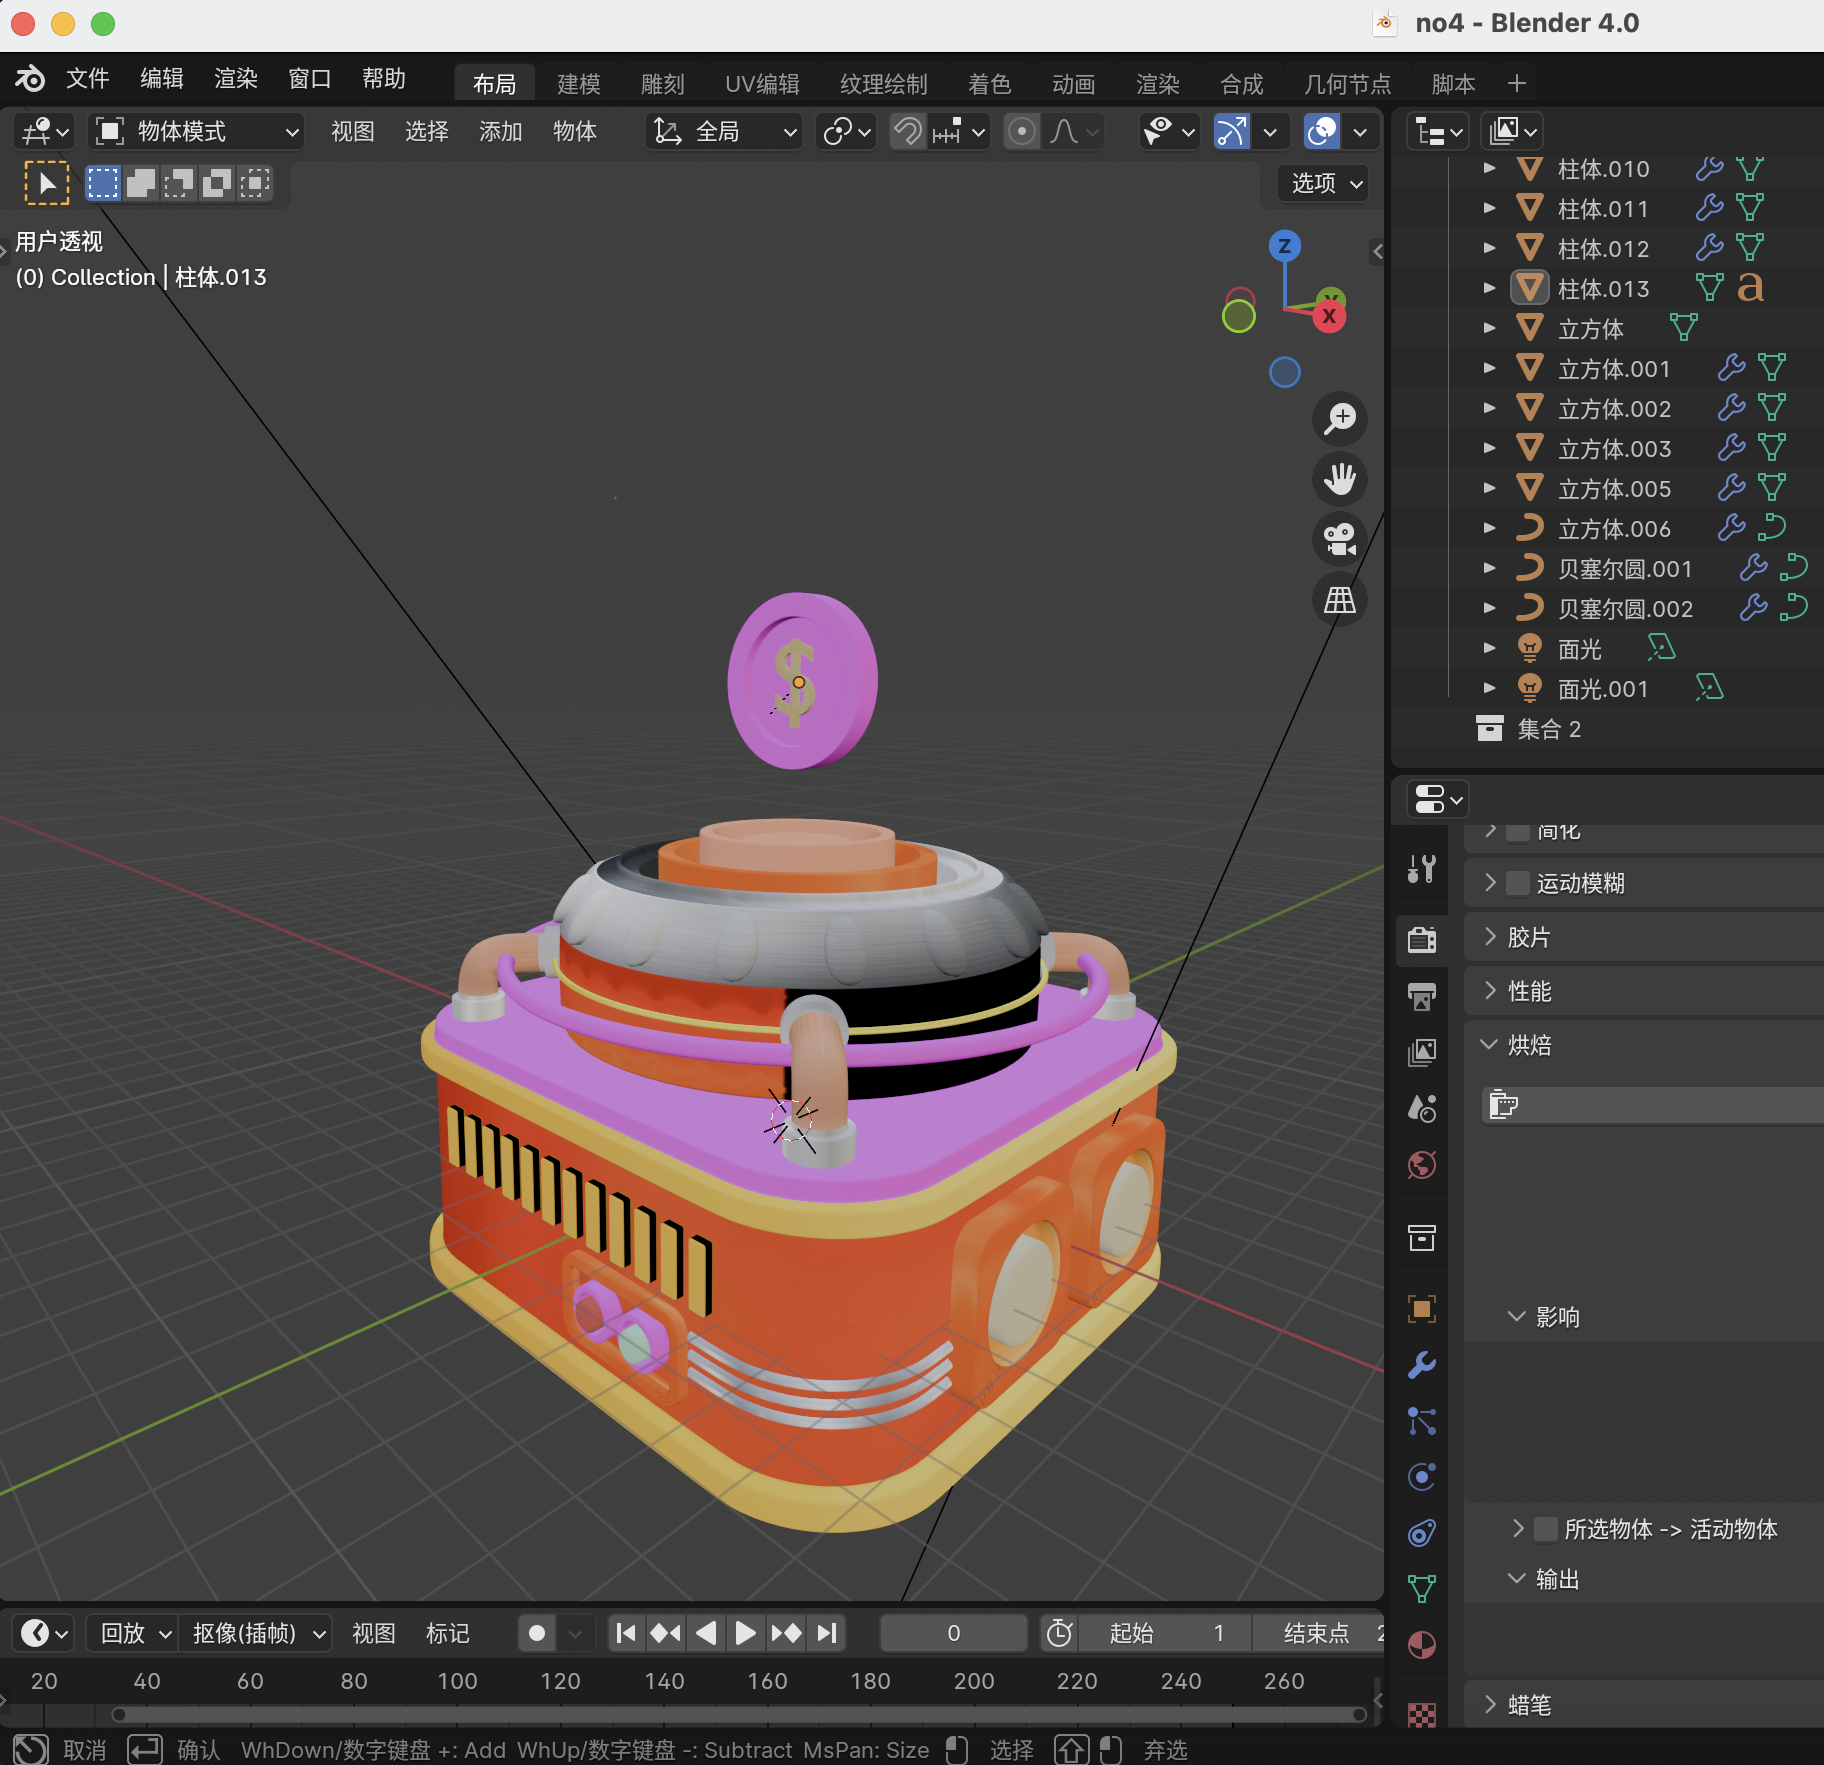 no4 - Blender 4.0
文件 编辑 渲染 窗口 帮助 布局 建模 雕刻 UV编辑 纹理绘制 着色 动画 渲染 合成 几何节点 脚本 +
物体模式 视图 选择 添加 物体 全局
选项
用户透视
(0) Collection | 柱体.013
Z
Y
X
$
柱体.010
柱体.011
柱体.012
柱体.013
立方体
立方体.001
立方体.002
立方体.003
立方体.005
立方体.006
贝塞尔圆.001
贝塞尔圆.002
面光
面光.001
集合 2
简化
运动模糊
胶片
性能
烘焙
影响
所选物体 -> 活动物体
输出
蜡笔
回放 抠像(插帧) 视图 标记 0 起始 1 结束点 2
20 40 60 80 100 120 140 160 180 200 220 240 260
取消 确认 WhDown/数字键盘 +: Add WhUp/数字键盘 -: Subtract MsPan: Size 选择 弃选